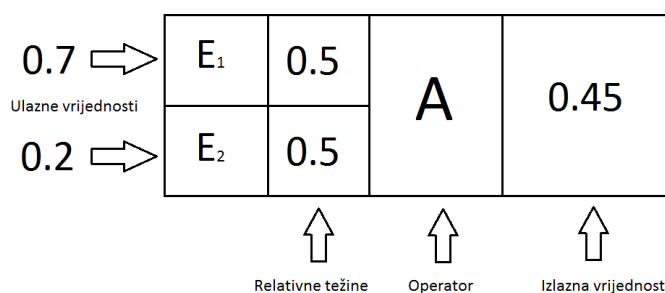 0.7
E₁
0.5
Ulazne vrijednosti
A
0.45
0.2
E₂
0.5
Relativne težine
Operator
Izlazna vrijednost